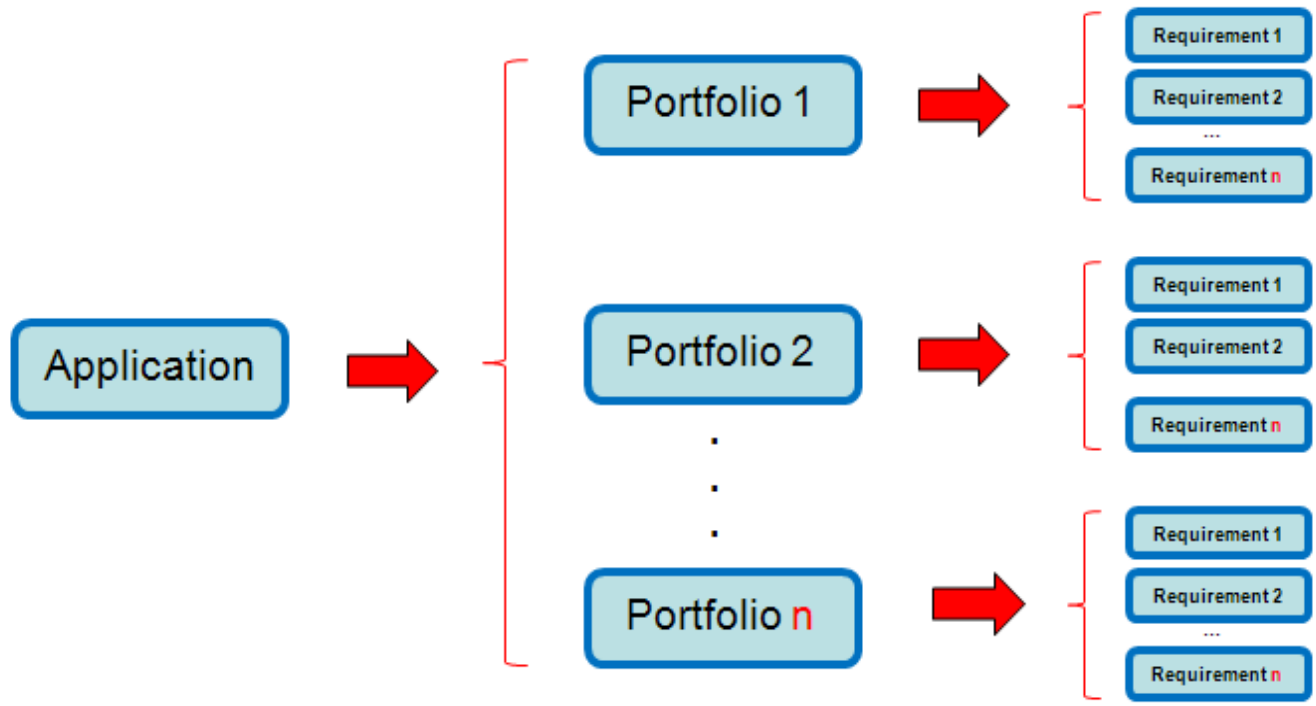 Application
Portfolio 1
Requirement 1
Requirement 2
...
Requirement n
Portfolio 2
Requirement 1
Requirement 2
Requirement n
.
.
.
Portfolio n
Requirement 1
Requirement 2
...
Requirement n